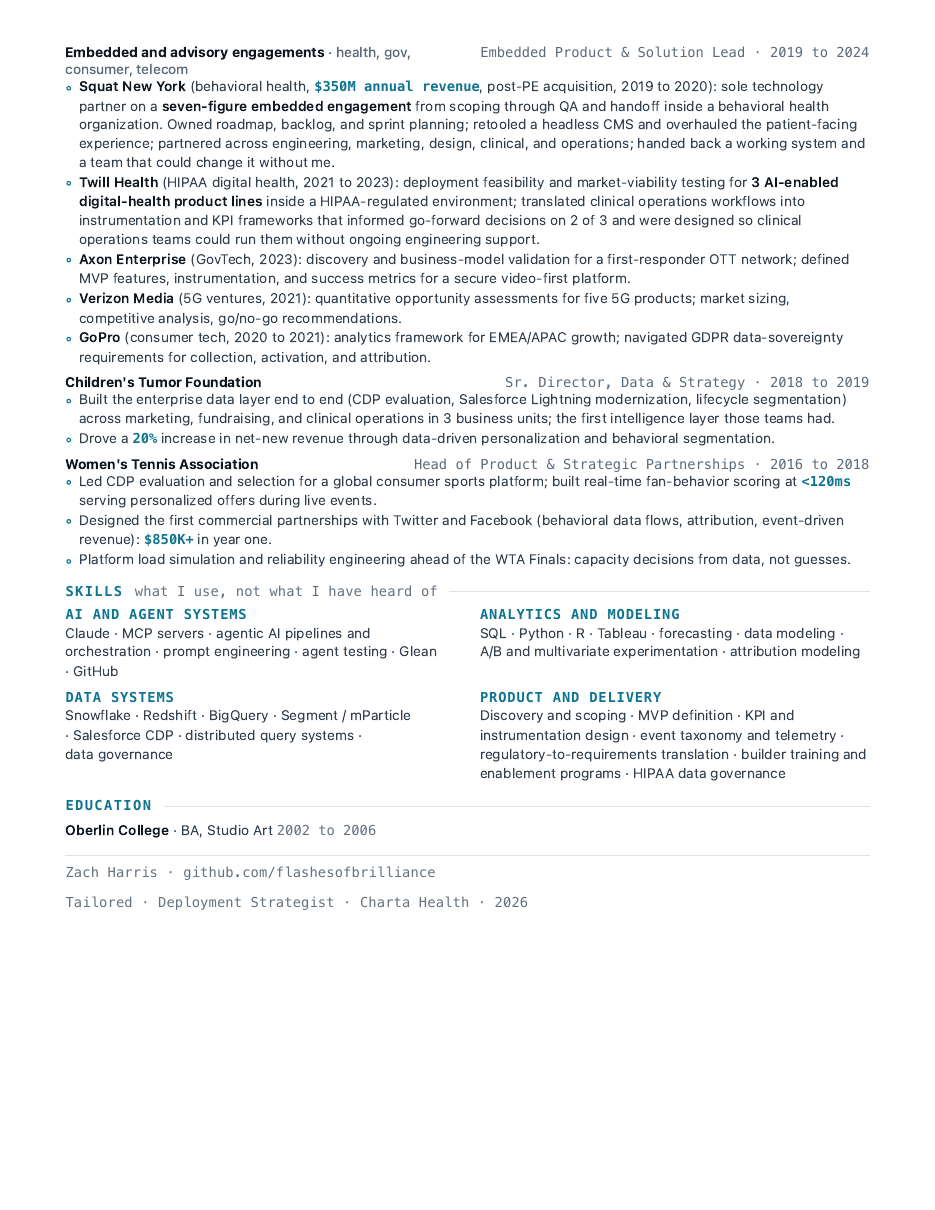 Embedded and advisory engagements · health, gov, consumer, telecom
Embedded Product & Solution Lead · 2019 to 2024
Squat New York (behavioral health, $350M annual revenue, post-PE acquisition, 2019 to 2020): sole technology
partner on a seven-figure embedded engagement from scoping through QA and handoff inside a behavioral health
organization. Owned roadmap, backlog, and sprint planning; retooled a headless CMS and overhauled the patient-facing
experience; partnered across engineering, marketing, design, clinical, and operations; handed back a working system and
a team that could change it without me.
Twill Health (HIPAA digital health, 2021 to 2023): deployment feasibility and market-viability testing for 3 AI-enabled
digital-health product lines inside a HIPAA-regulated environment; translated clinical operations workflows into
instrumentation and KPI frameworks that informed go-forward decisions on 2 of 3 and were designed so clinical
operations teams could run them without ongoing engineering support.
Axon Enterprise (GovTech, 2023): discovery and business-model validation for a first-responder OTT network; defined
MVP features, instrumentation, and success metrics for a secure video-first platform.
Verizon Media (5G ventures, 2021): quantitative opportunity assessments for five 5G products; market sizing,
competitive analysis, go/no-go recommendations.
GoPro (consumer tech, 2020 to 2021): analytics framework for EMEA/APAC growth; navigated GDPR data-sovereignty
requirements for collection, activation, and attribution.
Children's Tumor Foundation
Sr. Director, Data & Strategy · 2018 to 2019
Built the enterprise data layer end to end (CDP evaluation, Salesforce Lightning modernization, lifecycle segmentation)
across marketing, fundraising, and clinical operations in 3 business units; the first intelligence layer those teams had.
Drove a 20% increase in net-new revenue through data-driven personalization and behavioral segmentation.
Women's Tennis Association
Head of Product & Strategic Partnerships · 2016 to 2018
Led CDP evaluation and selection for a global consumer sports platform; built real-time fan-behavior scoring at <120ms
serving personalized offers during live events.
Designed the first commercial partnerships with Twitter and Facebook (behavioral data flows, attribution, event-driven
revenue): $850K+ in year one.
Platform load simulation and reliability engineering ahead of the WTA Finals: capacity decisions from data, not guesses.
SKILLS what I use, not what I have heard of
AI AND AGENT SYSTEMS
Claude · MCP servers · agentic AI pipelines and
orchestration · prompt engineering · agent testing · Glean
· GitHub
ANALYTICS AND MODELING
SQL · Python · R · Tableau · forecasting · data modeling ·
A/B and multivariate experimentation · attribution modeling
DATA SYSTEMS
Snowflake · Redshift · BigQuery · Segment / mParticle
· Salesforce CDP · distributed query systems ·
data governance
PRODUCT AND DELIVERY
Discovery and scoping · MVP definition · KPI and
instrumentation design · event taxonomy and telemetry ·
regulatory-to-requirements translation · builder training and
enablement programs · HIPAA data governance
EDUCATION
Oberlin College · BA, Studio Art 2002 to 2006
Zach Harris · github.com/flashesofbrilliance
Tailored · Deployment Strategist · Charta Health · 2026